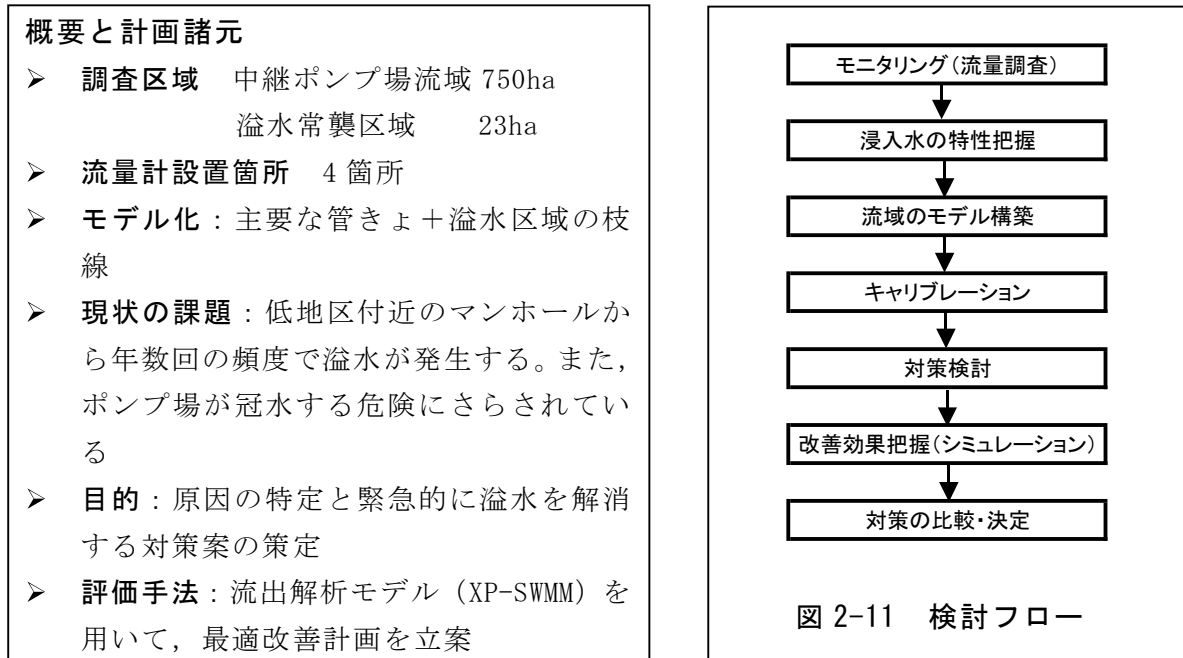 概要と計画諸元
➢ 調査区域 中継ポンプ場流域 750ha
溢水常襲区域 23ha
➢ 流量計設置箇所 4 箇所
➢ モデル化：主要な管きょ＋溢水区域の枝
線
➢ 現状の課題：低地区付近のマンホールか
ら年数回の頻度で溢水が発生する。また，
ポンプ場が冠水する危険にさらされてい
る
➢ 目的：原因の特定と緊急的に溢水を解消
する対策案の策定
➢ 評価手法：流出解析モデル（XP-SWMM）を
用いて，最適改善計画を立案
モニタリング（流量調査）
浸入水の特性把握
流域のモデル構築
キャリブレーション
対策検討
改善効果把握（シミュレーション）
対策の比較・決定
図 2-11 検討フロー